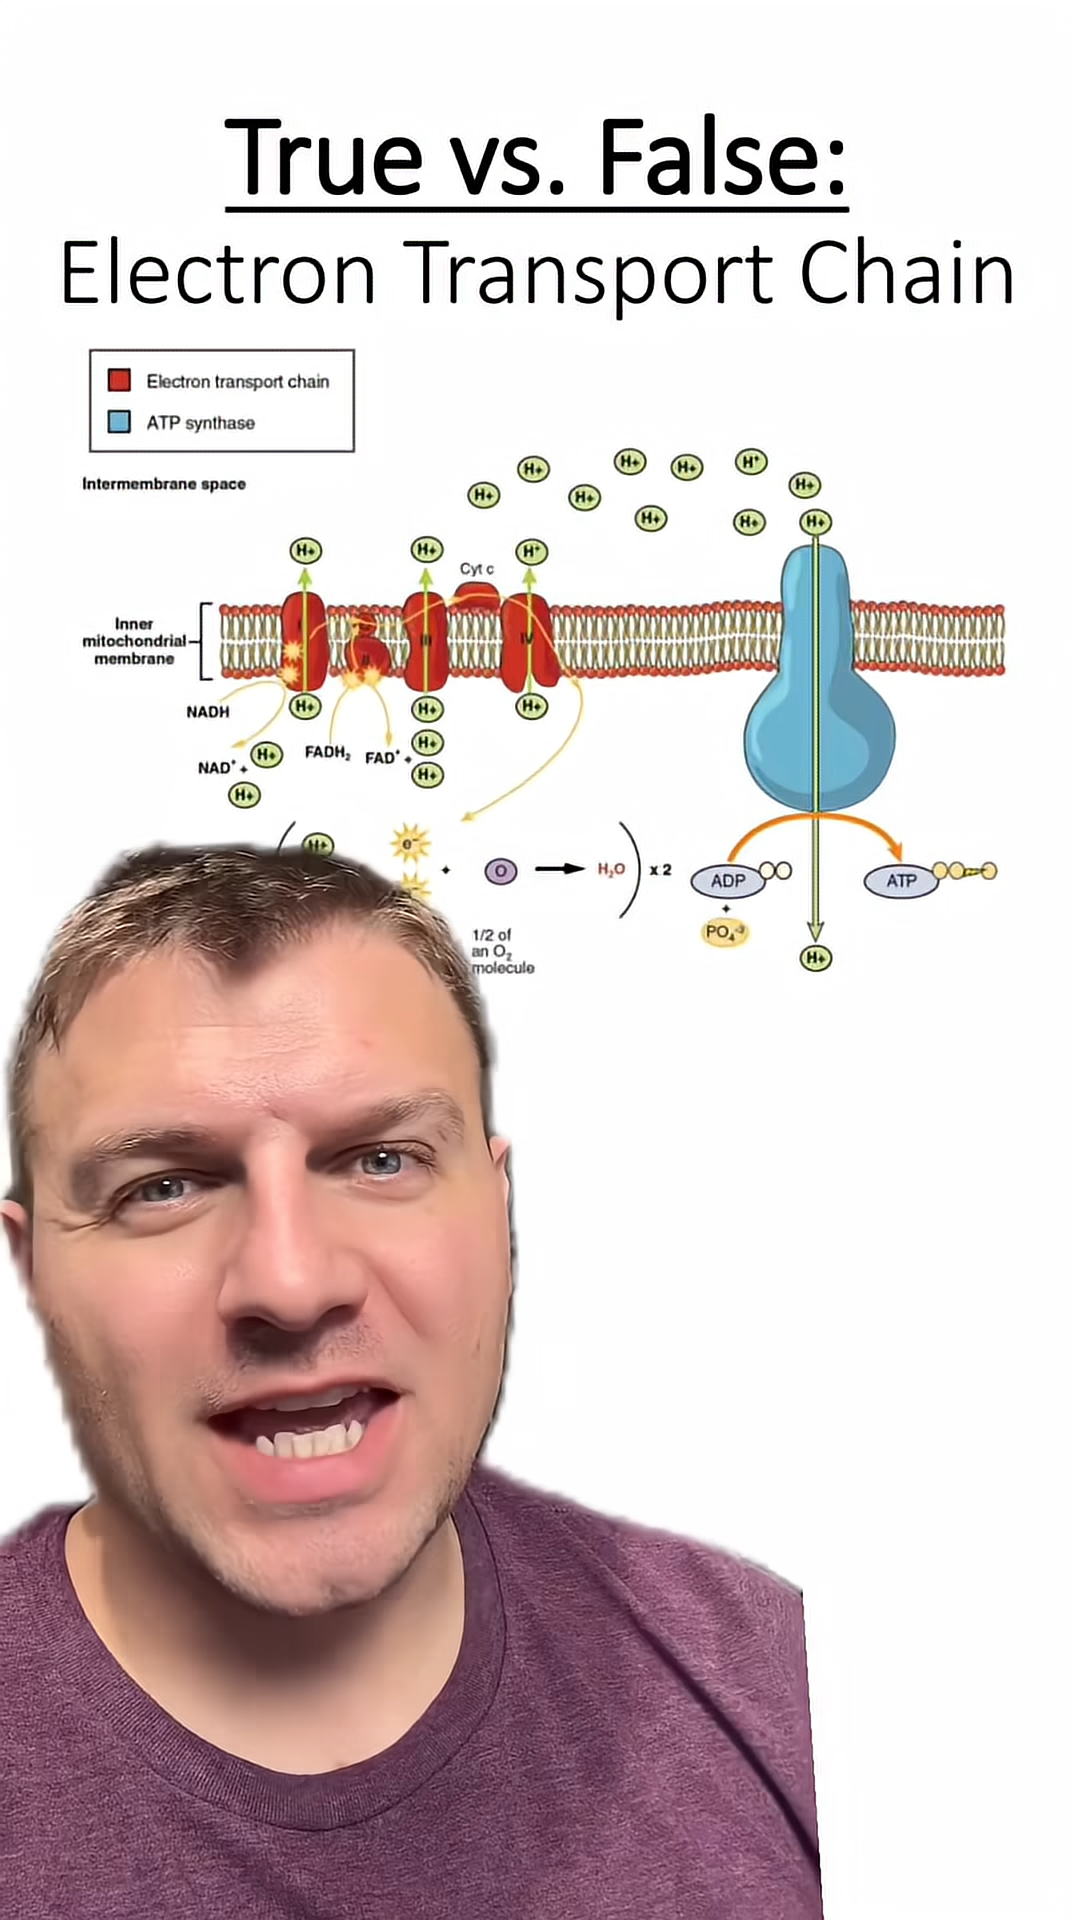 True vs. False:
Electron Transport Chain
Electron transport chain
ATP synthase
Intermembrane space
H+ H+ H+ H+ H+ H+ H+ H+ H+ H+
H+ H+ H+
Cyt c
Inner
mitochondrial
membrane
I II III IV
NADH
H+ H+ H+
NAD+ + H+
H+
FADH₂ FAD+ + H+
H+
H+ e⁻ + O → H₂O x 2
1/2 of
an O₂
molecule
ADP
+
PO₄⁻³
ATP
H+